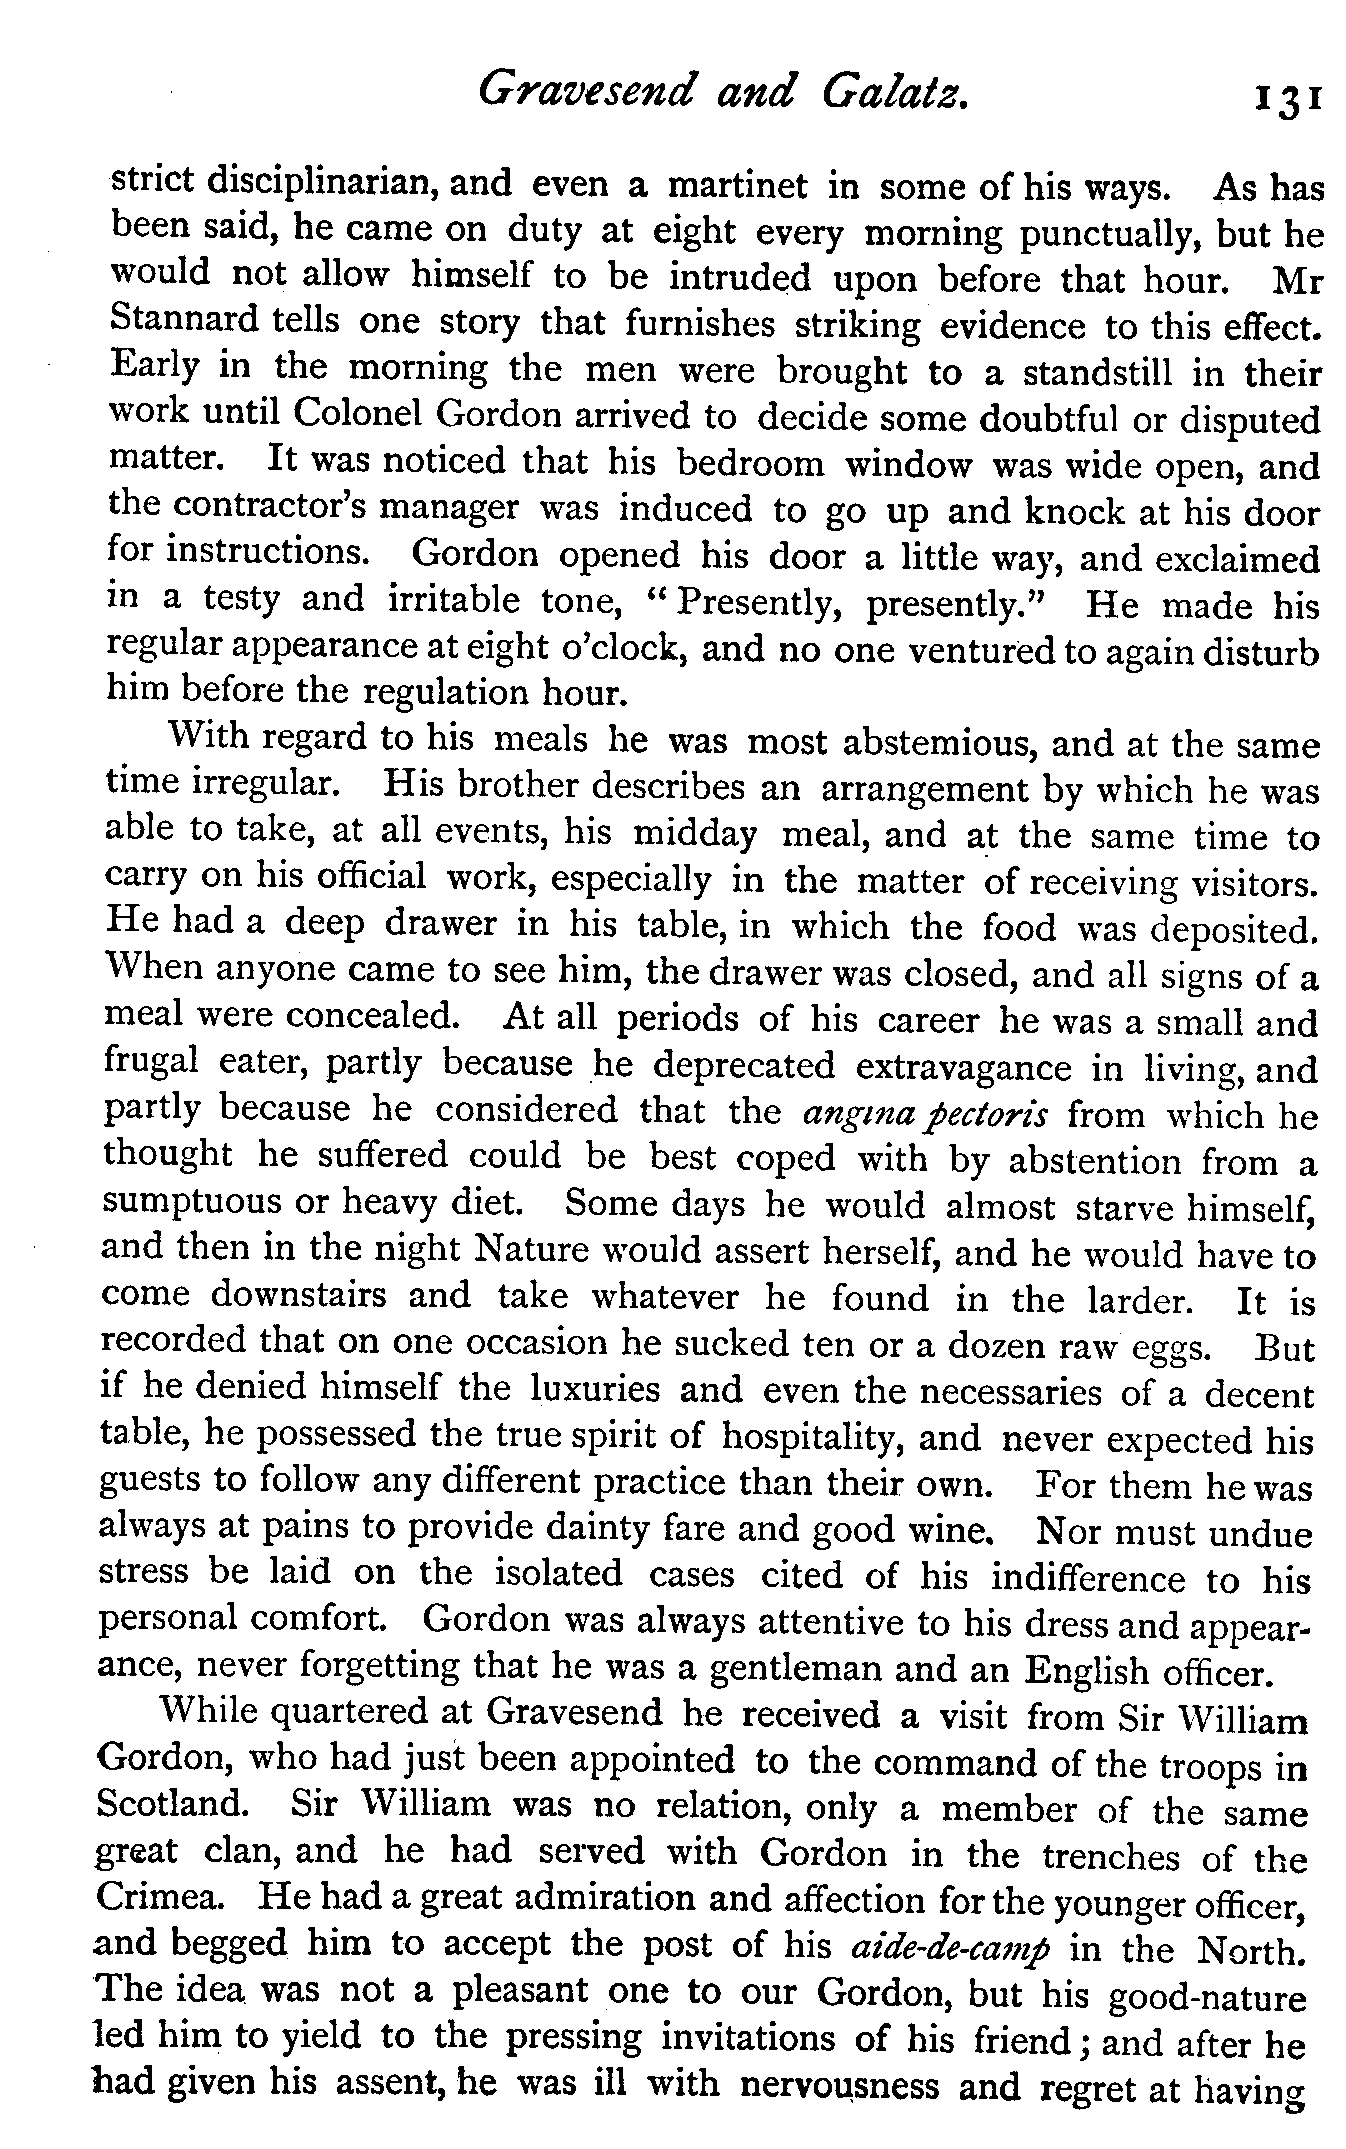 Gravesend and Galatz. 131
strict disciplinarian, and even a martinet in some of his ways. As has
been said, he came on duty at eight every morning punctually, but he
would not allow himself to be intruded upon before that hour. Mr
Stannard tells one story that furnishes striking evidence to this effect.
Early in the morning the men were brought to a standstill in their
work until Colonel Gordon arrived to decide some doubtful or disputed
matter. It was noticed that his bedroom window was wide open, and
the contractor's manager was induced to go up and knock at his door
for instructions. Gordon opened his door a little way, and exclaimed
in a testy and irritable tone, “Presently, presently.” He made his
regular appearance at eight o'clock, and no one ventured to again disturb
him before the regulation hour.
With regard to his meals he was most abstemious, and at the same
time irregular. His brother describes an arrangement by which he was
able to take, at all events, his midday meal, and at the same time to
carry on his official work, especially in the matter of receiving visitors.
He had a deep drawer in his table, in which the food was deposited.
When anyone came to see him, the drawer was closed, and all signs of a
meal were concealed. At all periods of his career he was a small and
frugal eater, partly because he deprecated extravagance in living, and
partly because he considered that the angina pectoris from which he
thought he suffered could be best coped with by abstention from a
sumptuous or heavy diet. Some days he would almost starve himself,
and then in the night Nature would assert herself, and he would have to
come downstairs and take whatever he found in the larder. It is
recorded that on one occasion he sucked ten or a dozen raw eggs. But
if he denied himself the luxuries and even the necessaries of a decent
table, he possessed the true spirit of hospitality, and never expected his
guests to follow any different practice than their own. For them he was
always at pains to provide dainty fare and good wine. Nor must undue
stress be laid on the isolated cases cited of his indifference to his
personal comfort. Gordon was always attentive to his dress and appear-
ance, never forgetting that he was a gentleman and an English officer.
While quartered at Gravesend he received a visit from Sir William
Gordon, who had just been appointed to the command of the troops in
Scotland. Sir William was no relation, only a member of the same
great clan, and he had served with Gordon in the trenches of the
Crimea. He had a great admiration and affection for the younger officer,
and begged him to accept the post of his aide-de-camp in the North.
The idea was not a pleasant one to our Gordon, but his good-nature
led him to yield to the pressing invitations of his friend; and after he
had given his assent, he was ill with nervousness and regret at having